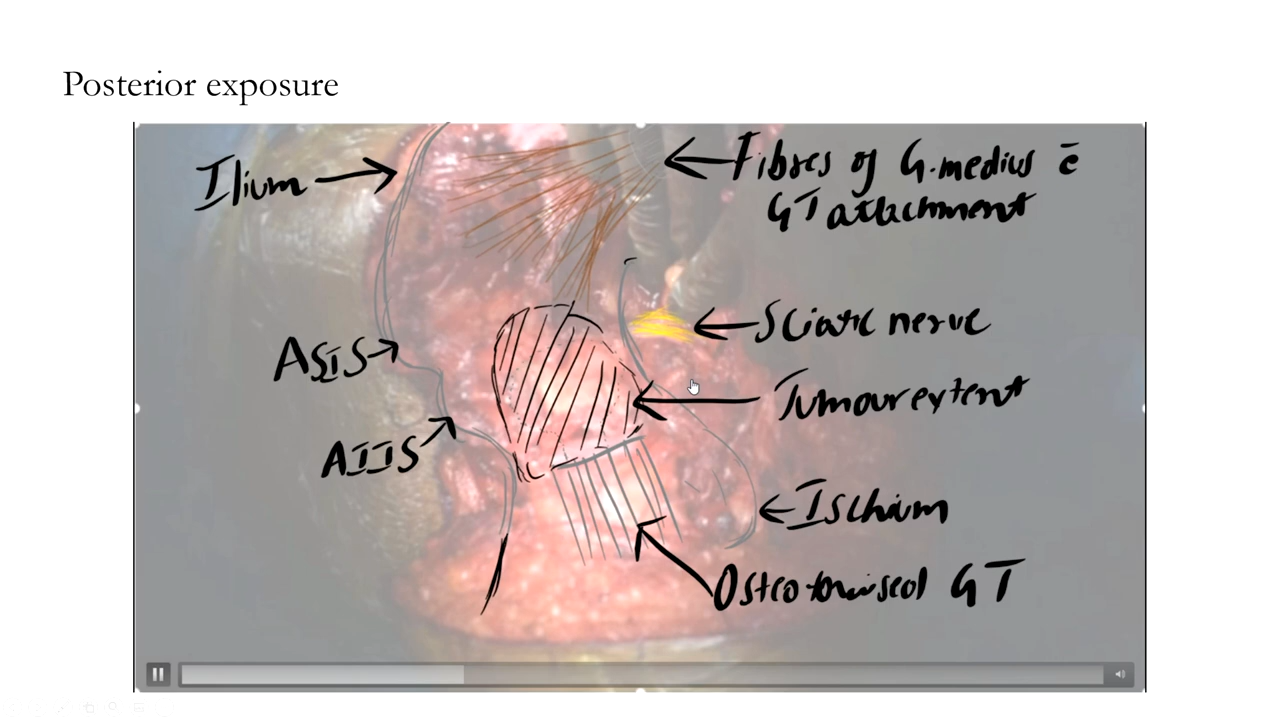 Posterior exposure
Ilium
Fibres of G.medius c̄
GT attachment
Sciatic nerve
ASIS
Tumour extent
AIIS
Ischium
Osteotomised GT